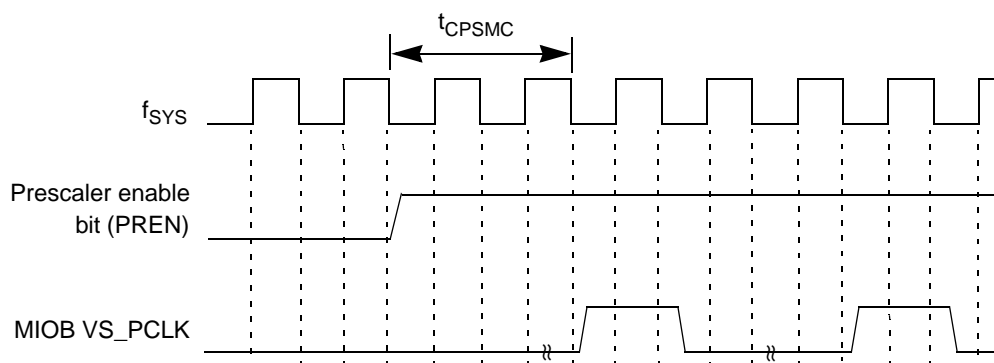 tCPSMC
fSYS
Prescaler enable
bit (PREN)
MIOB VS_PCLK